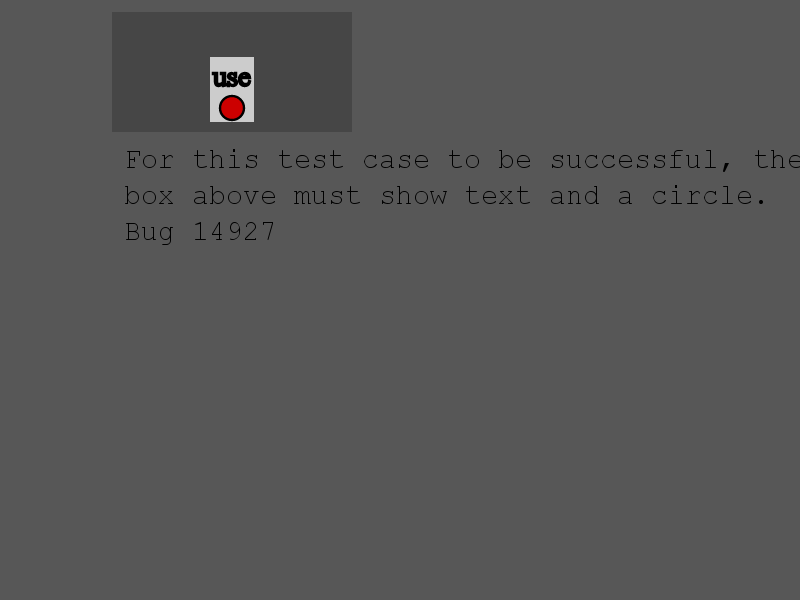 use
For this test case to be successful, the
box above must show text and a circle.
Bug 14927